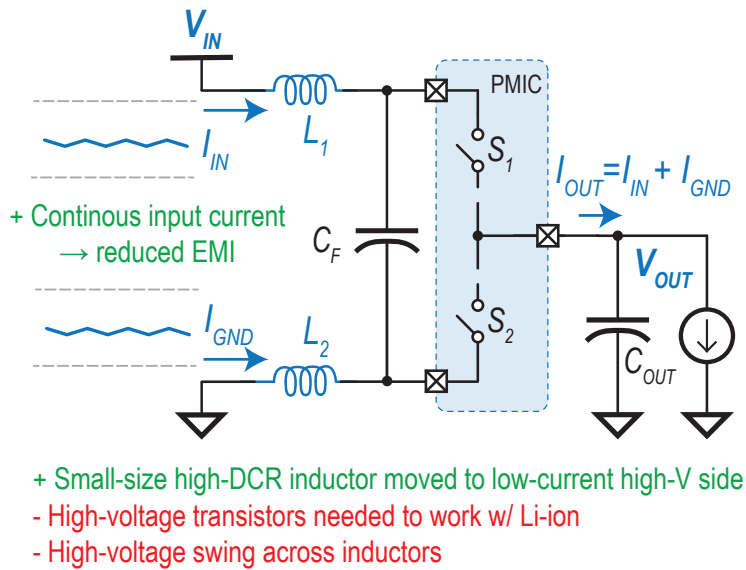 V_IN
PMIC
L_1
I_IN
S_1
I_OUT=I_IN + I_GND
+ Continous input current
→ reduced EMI
C_F
V_OUT
I_GND
L_2
S_2
C_OUT
+ Small-size high-DCR inductor moved to low-current high-V side
- High-voltage transistors needed to work w/ Li-ion
- High-voltage swing across inductors